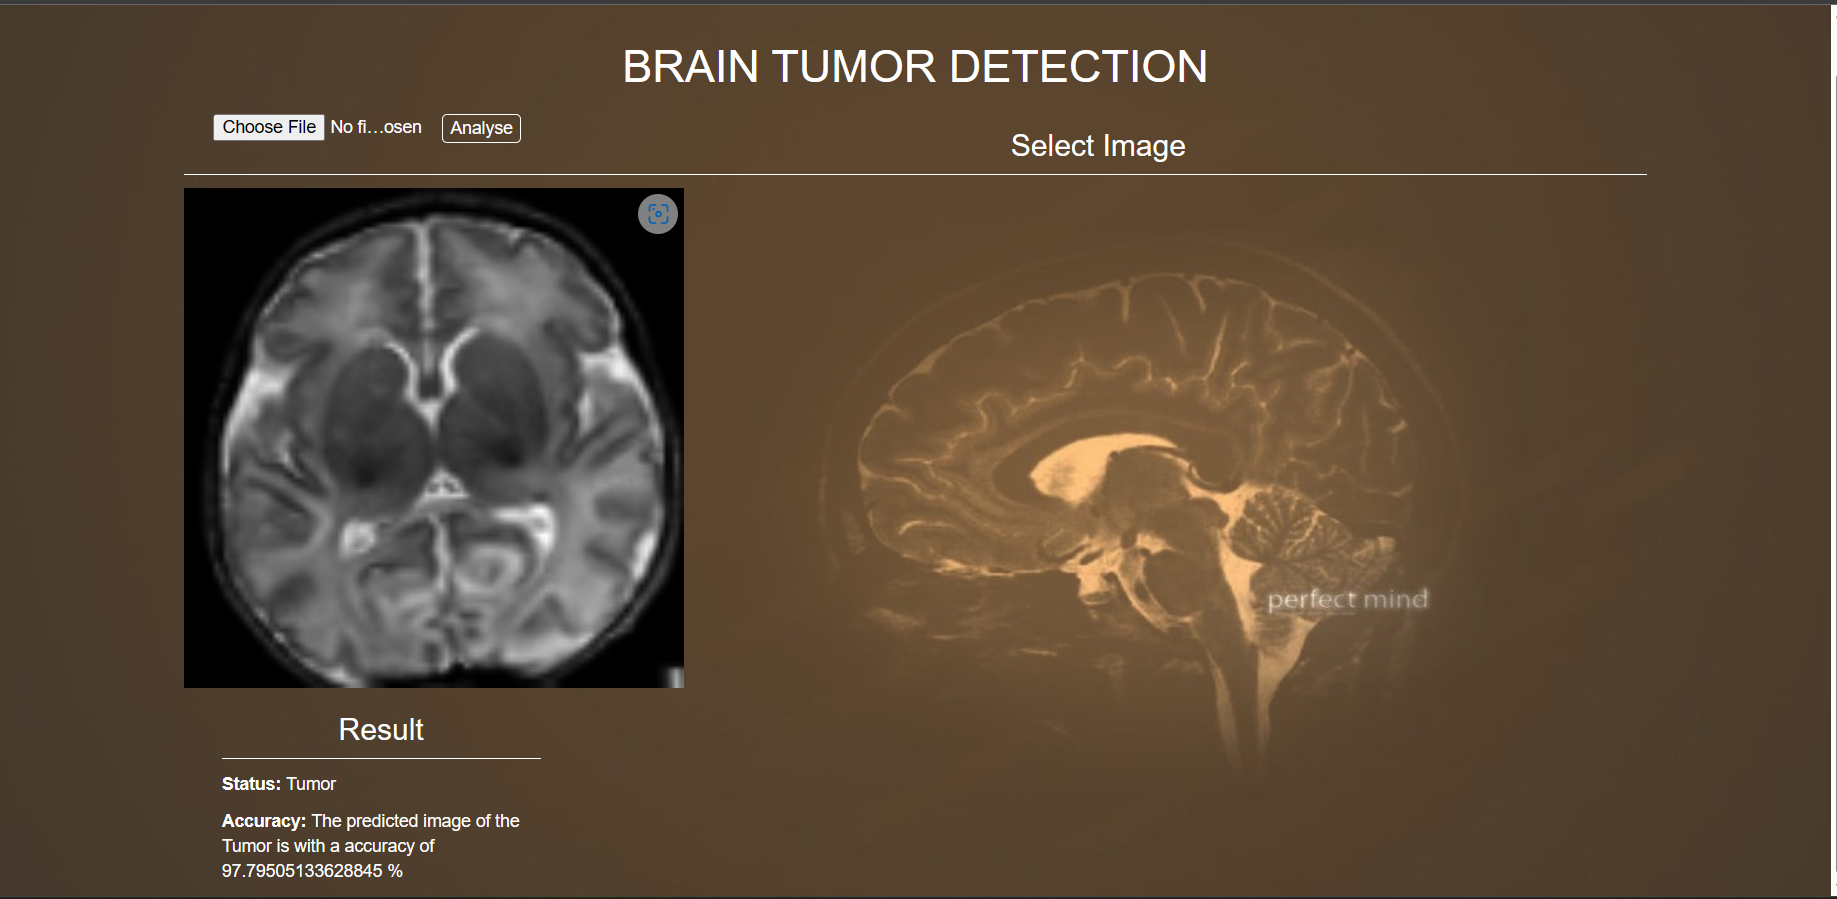 BRAIN TUMOR DETECTION
Choose File No fi...osen Analyse
Select Image
perfect mind
Result
Status: Tumor
Accuracy: The predicted image of the
Tumor is with a accuracy of
97.79505133628845 %